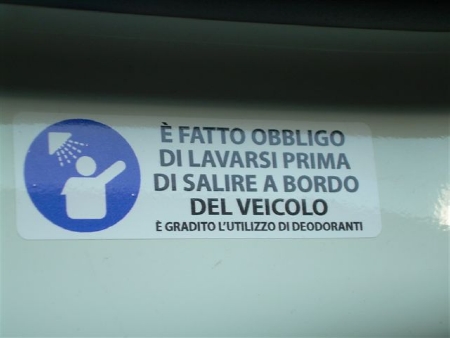 È FATTO OBBLIGO
DI LAVARSI PRIMA
DI SALIRE A BORDO
DEL VEICOLO
È GRADITO L'UTILIZZO DI DEODORANTI